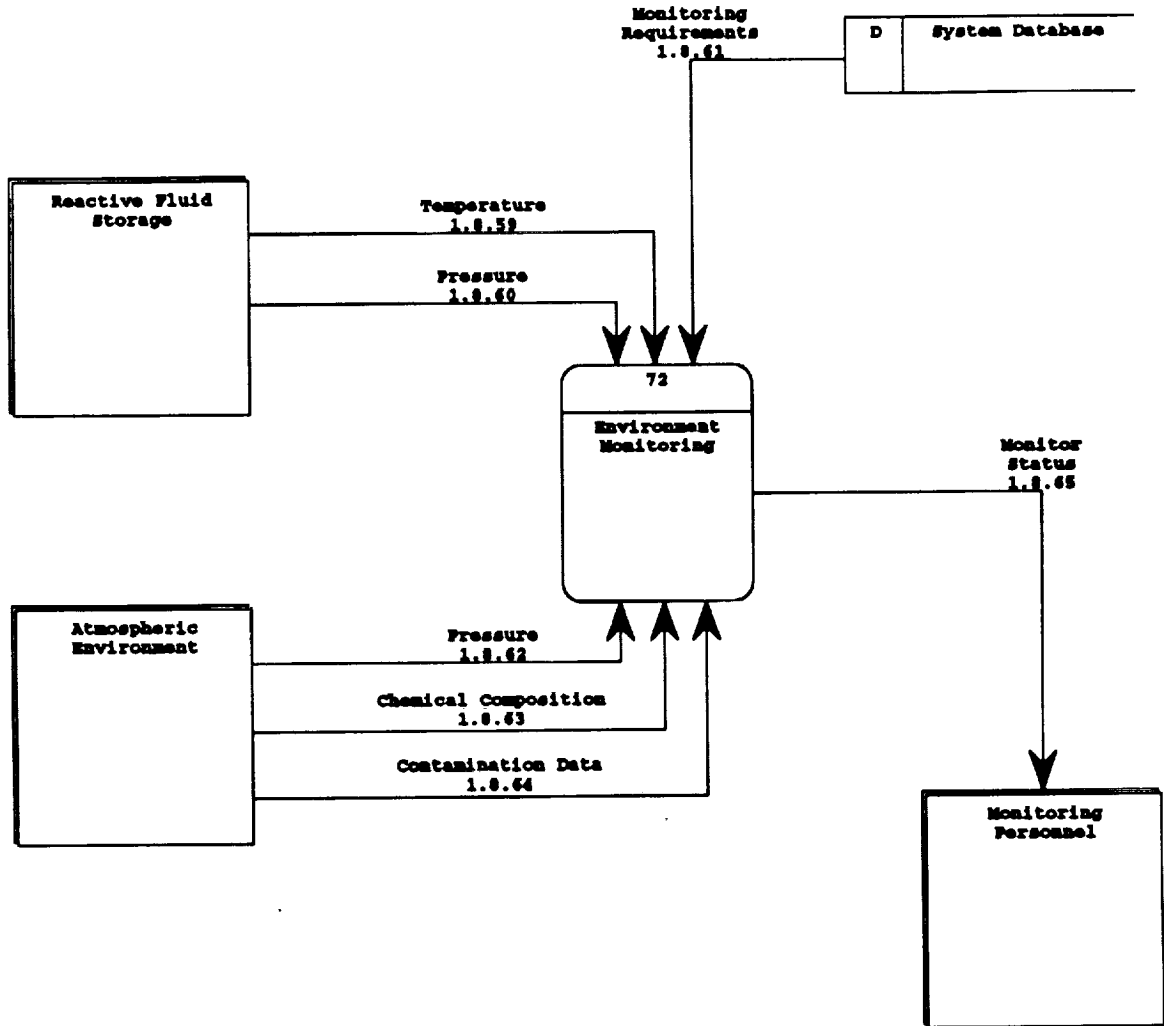 Monitoring
Requirements
1.8.61
D
System Database
Reactive Fluid
Storage
Temperature
1.8.59
Pressure
1.8.60
72
Environment
Monitoring
Monitor
Status
1.8.65
Atmospheric
Environment
Pressure
1.8.62
Chemical Composition
1.8.63
Contamination Data
1.8.64
Monitoring
Personnel